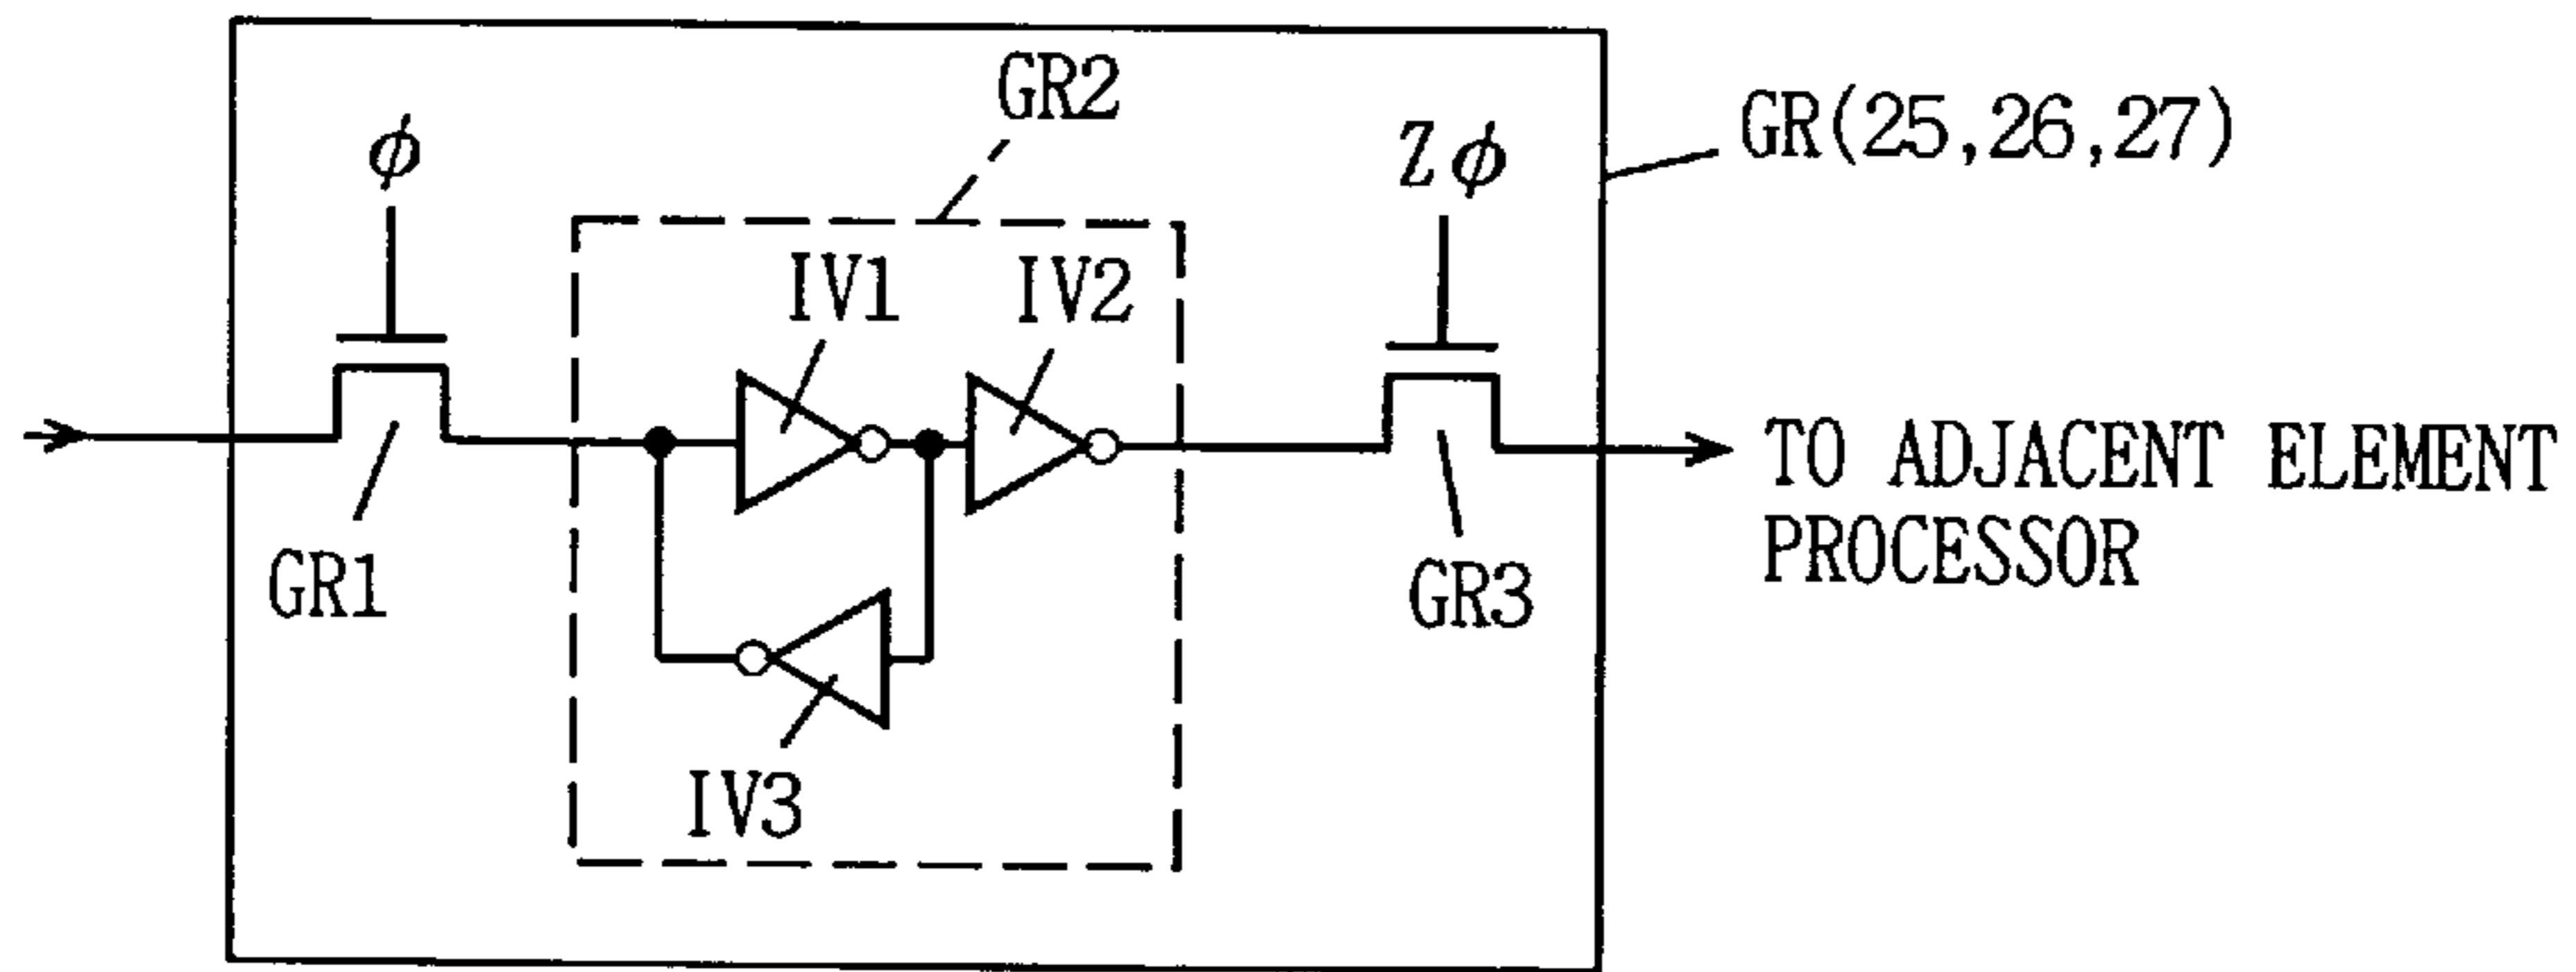 GR2
GR(25,26,27)
φ
Zφ
IV1
IV2
TO ADJACENT ELEMENT
PROCESSOR
GR1
GR3
IV3